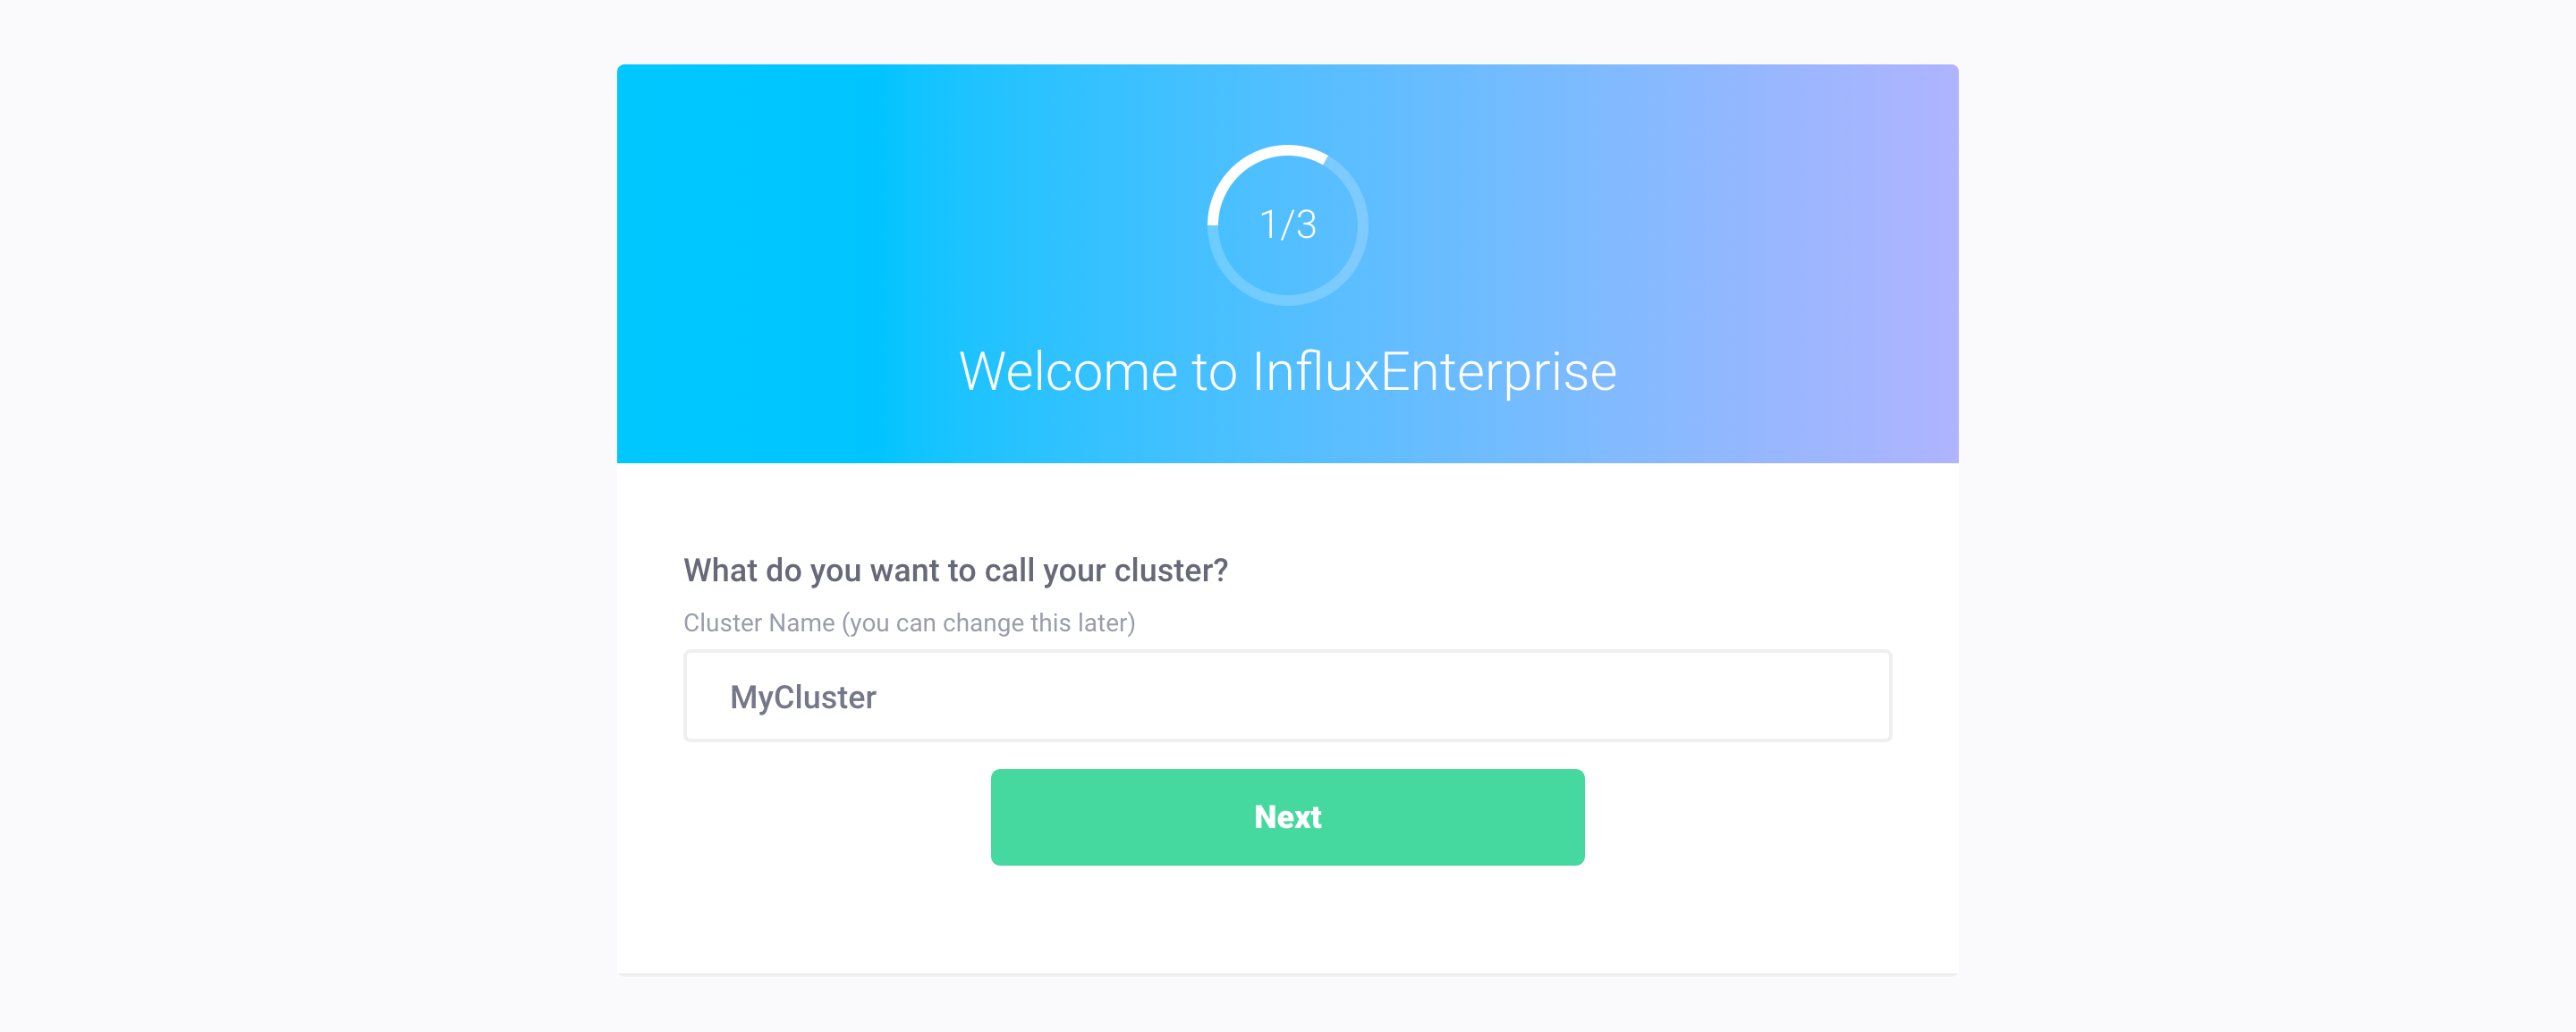 1/3
Welcome to InfluxEnterprise
What do you want to call your cluster?
Cluster Name (you can change this later)
MyCluster
Next